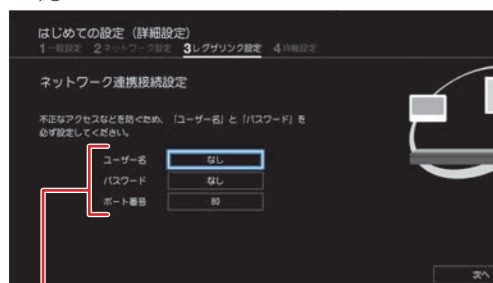 はじめての設定（詳細設定）
1一般設定 2ネットワーク設定 3レグザリンク設定 4時短設定
ネットワーク連携接続設定
不正なアクセスなどを防ぐため、「ユーザー名」と「パスワード」を
必ず設定してください。
ユーザー名 なし
パスワード なし
ポート番号 80
次へ